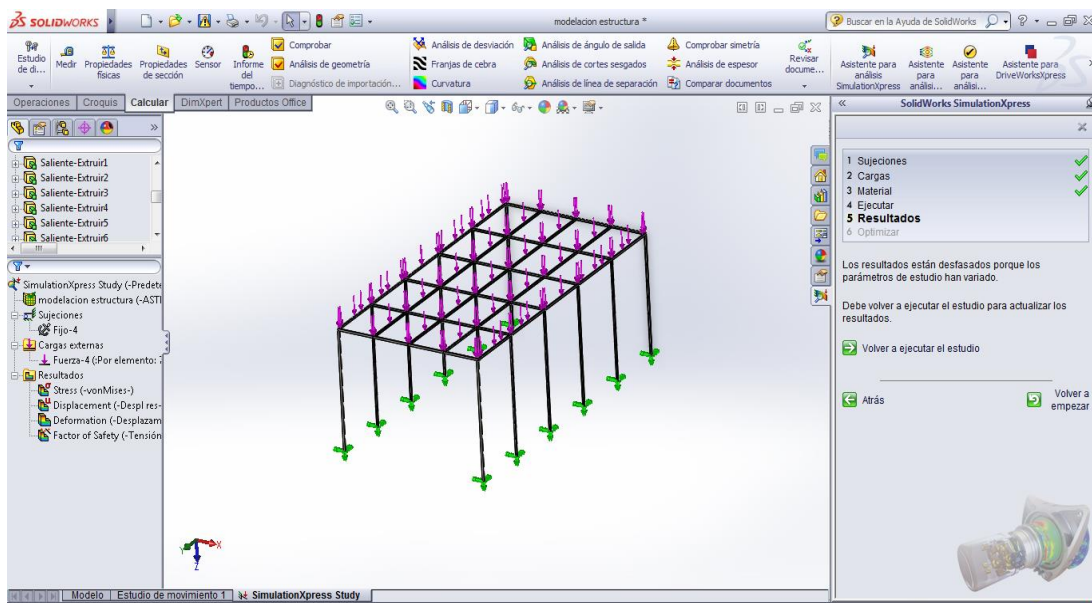 SOLIDWORKS
modelacion estructura *
Buscar en la Ayuda de SolidWorks
Estudio de di...
Medir
Propiedades físicas
Propiedades de sección
Sensor
Informe del tiempo...
Comprobar
Análisis de geometría
Diagnóstico de importación...
Análisis de desviación
Franjas de cebra
Curvatura
Análisis de ángulo de salida
Análisis de cortes sesgados
Análisis de línea de separación
Comprobar simetría
Análisis de espesor
Comparar documentos
Revisar docume...
Asistente para análisis SimulationXpress
Asistente para análisi...
Asistente para análisi...
Asistente para DriveWorksXpress
Operaciones
Croquis
Calcular
DimXpert
Productos Office
SolidWorks SimulationXpress
Saliente-Extruir1
Saliente-Extruir2
Saliente-Extruir3
Saliente-Extruir4
Saliente-Extruir5
Saliente-Extruir6
SimulationXpress Study (-Predete
modelacion estructura (-ASTI
Sujeciones
Fijo-4
Cargas externas
Fuerza-4 (:Por elemento:
Resultados
Stress (-vonMises-)
Displacement (-Despl res-
Deformation (-Desplazam
Factor of Safety (-Tensión
X
Y
Z
1 Sujeciones
2 Cargas
3 Material
4 Ejecutar
5 Resultados
6 Optimizar
Los resultados están desfasados porque los
parámetros de estudio han variado.
Debe volver a ejecutar el estudio para actualizar los
resultados.
Volver a ejecutar el estudio
Atrás
Volver a
empezar
Modelo
Estudio de movimiento 1
SimulationXpress Study